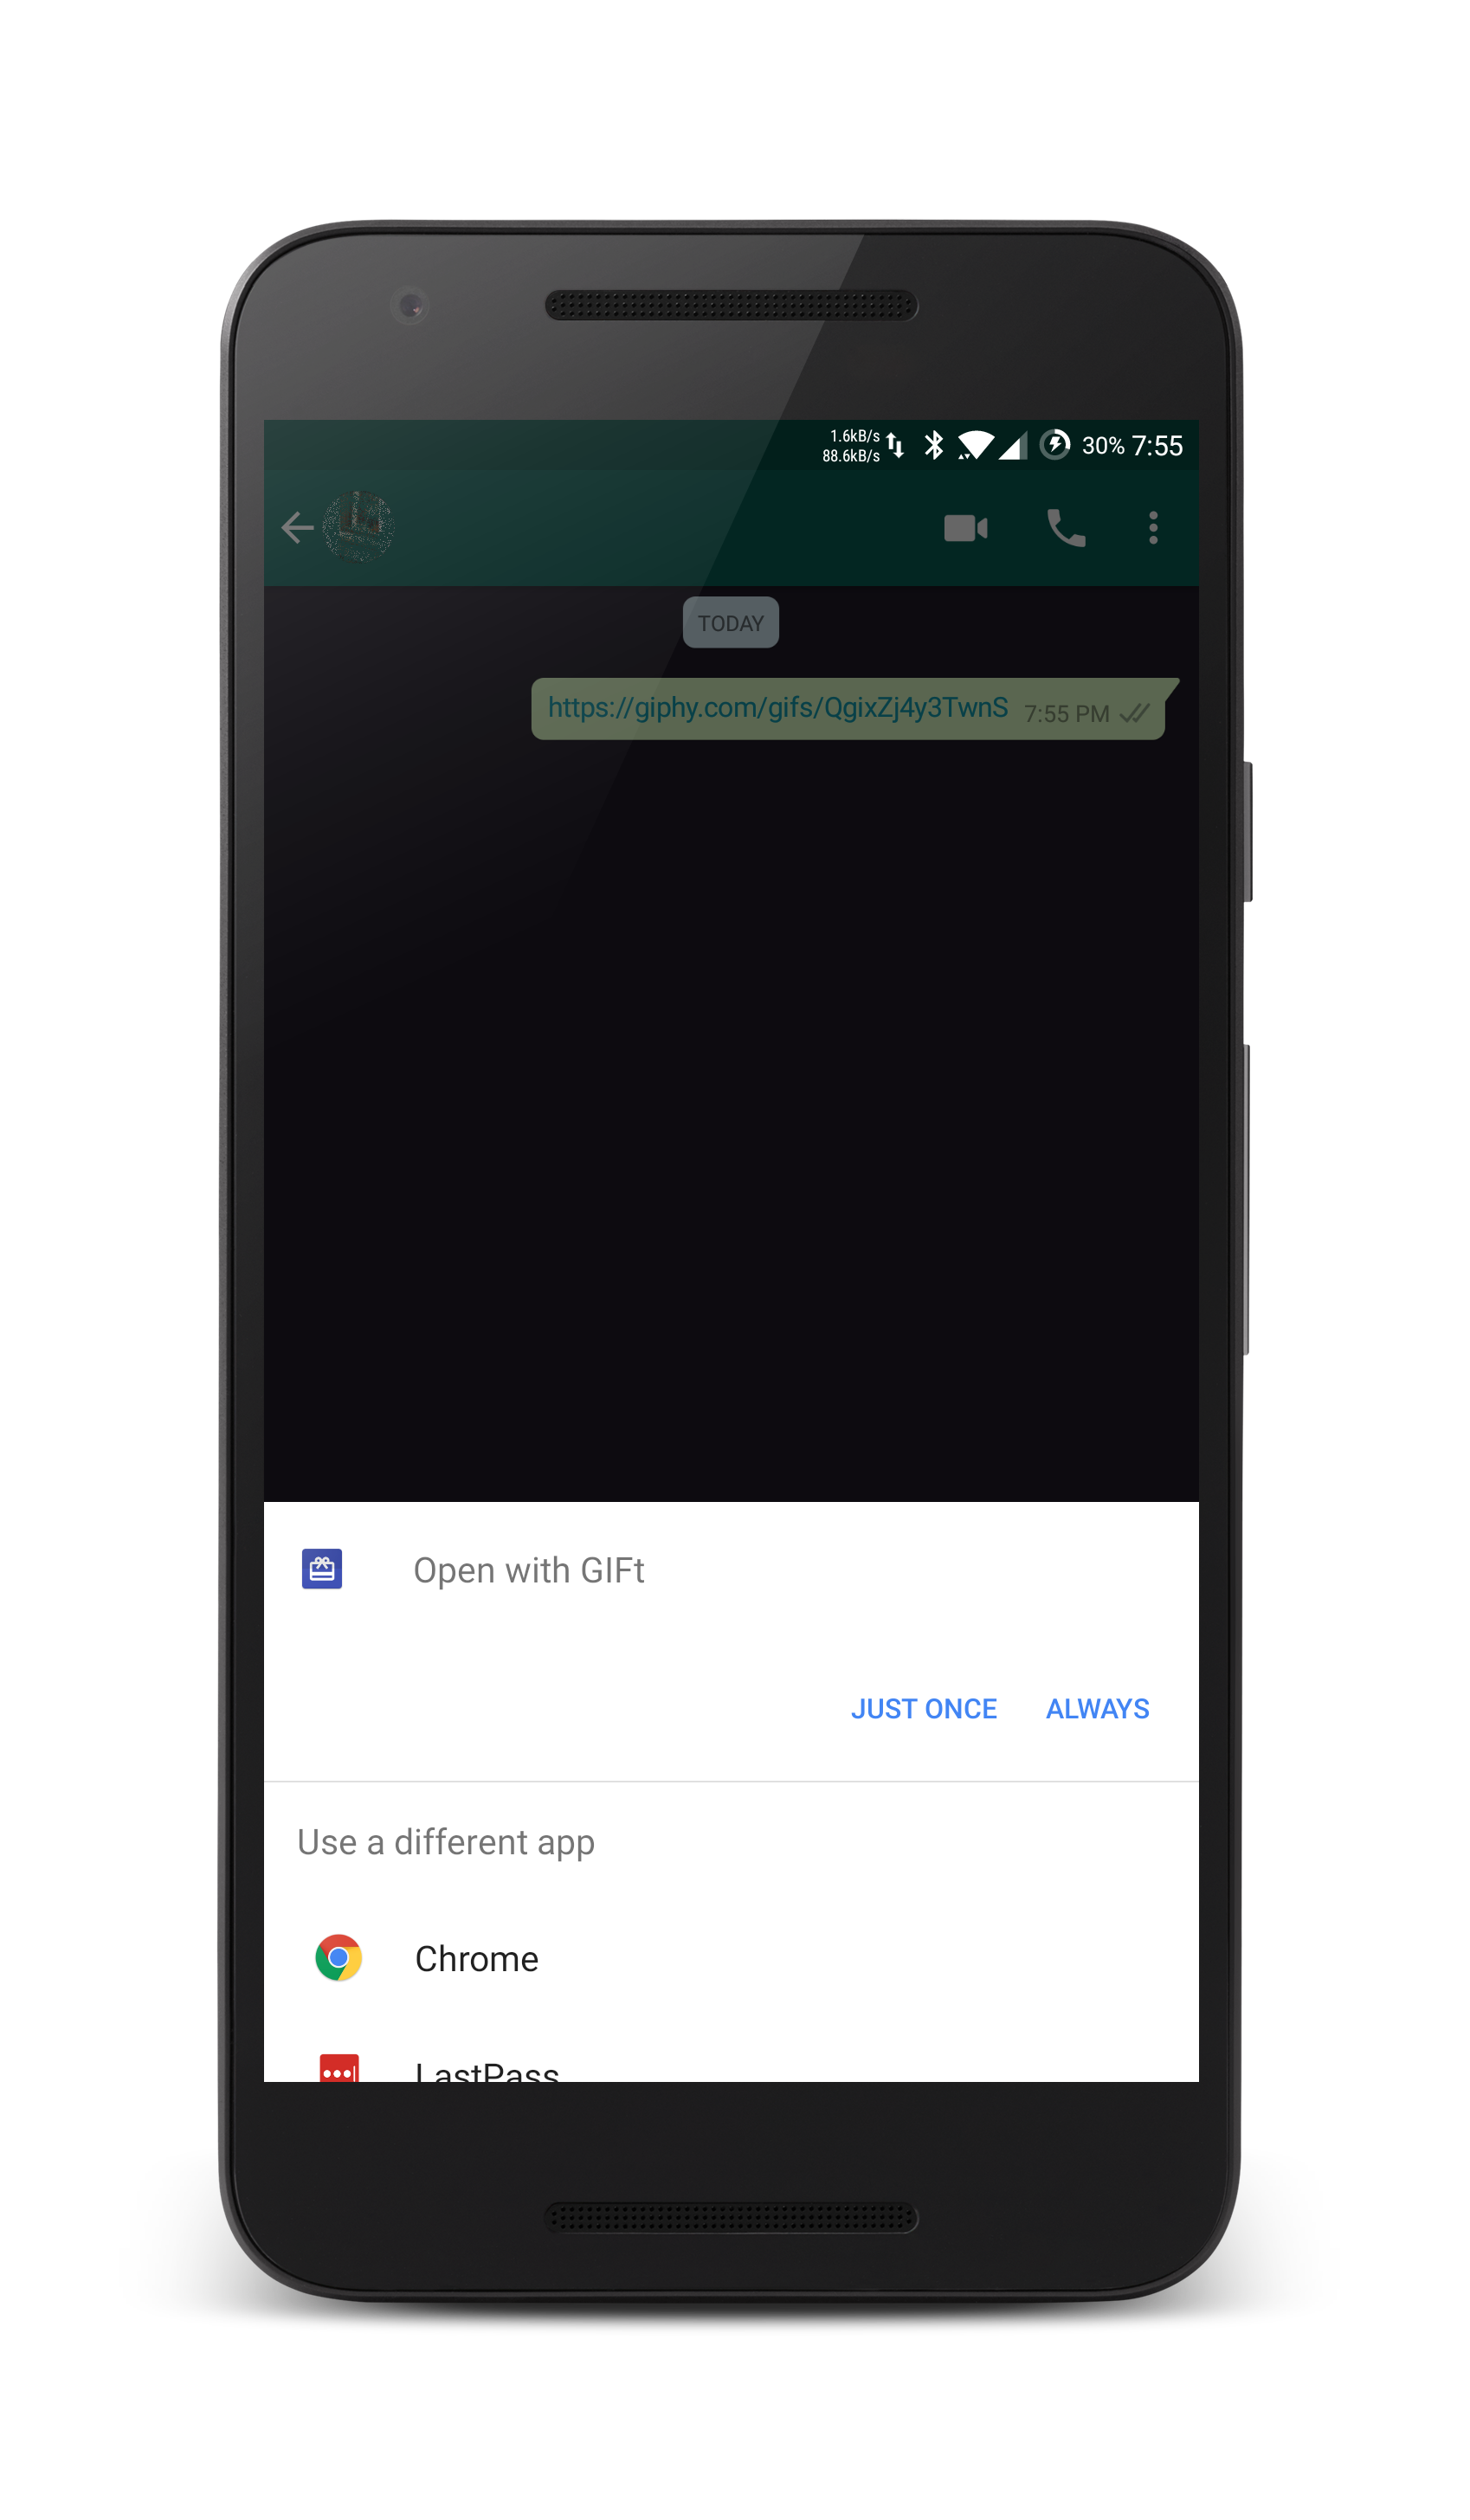 1.6kB/s
88.6kB/s
30% 7:55
TODAY
https://giphy.com/gifs/QgixZj4y3TwnS 7:55 PM
Open with GIFt
JUST ONCE ALWAYS
Use a different app
Chrome
LastPass